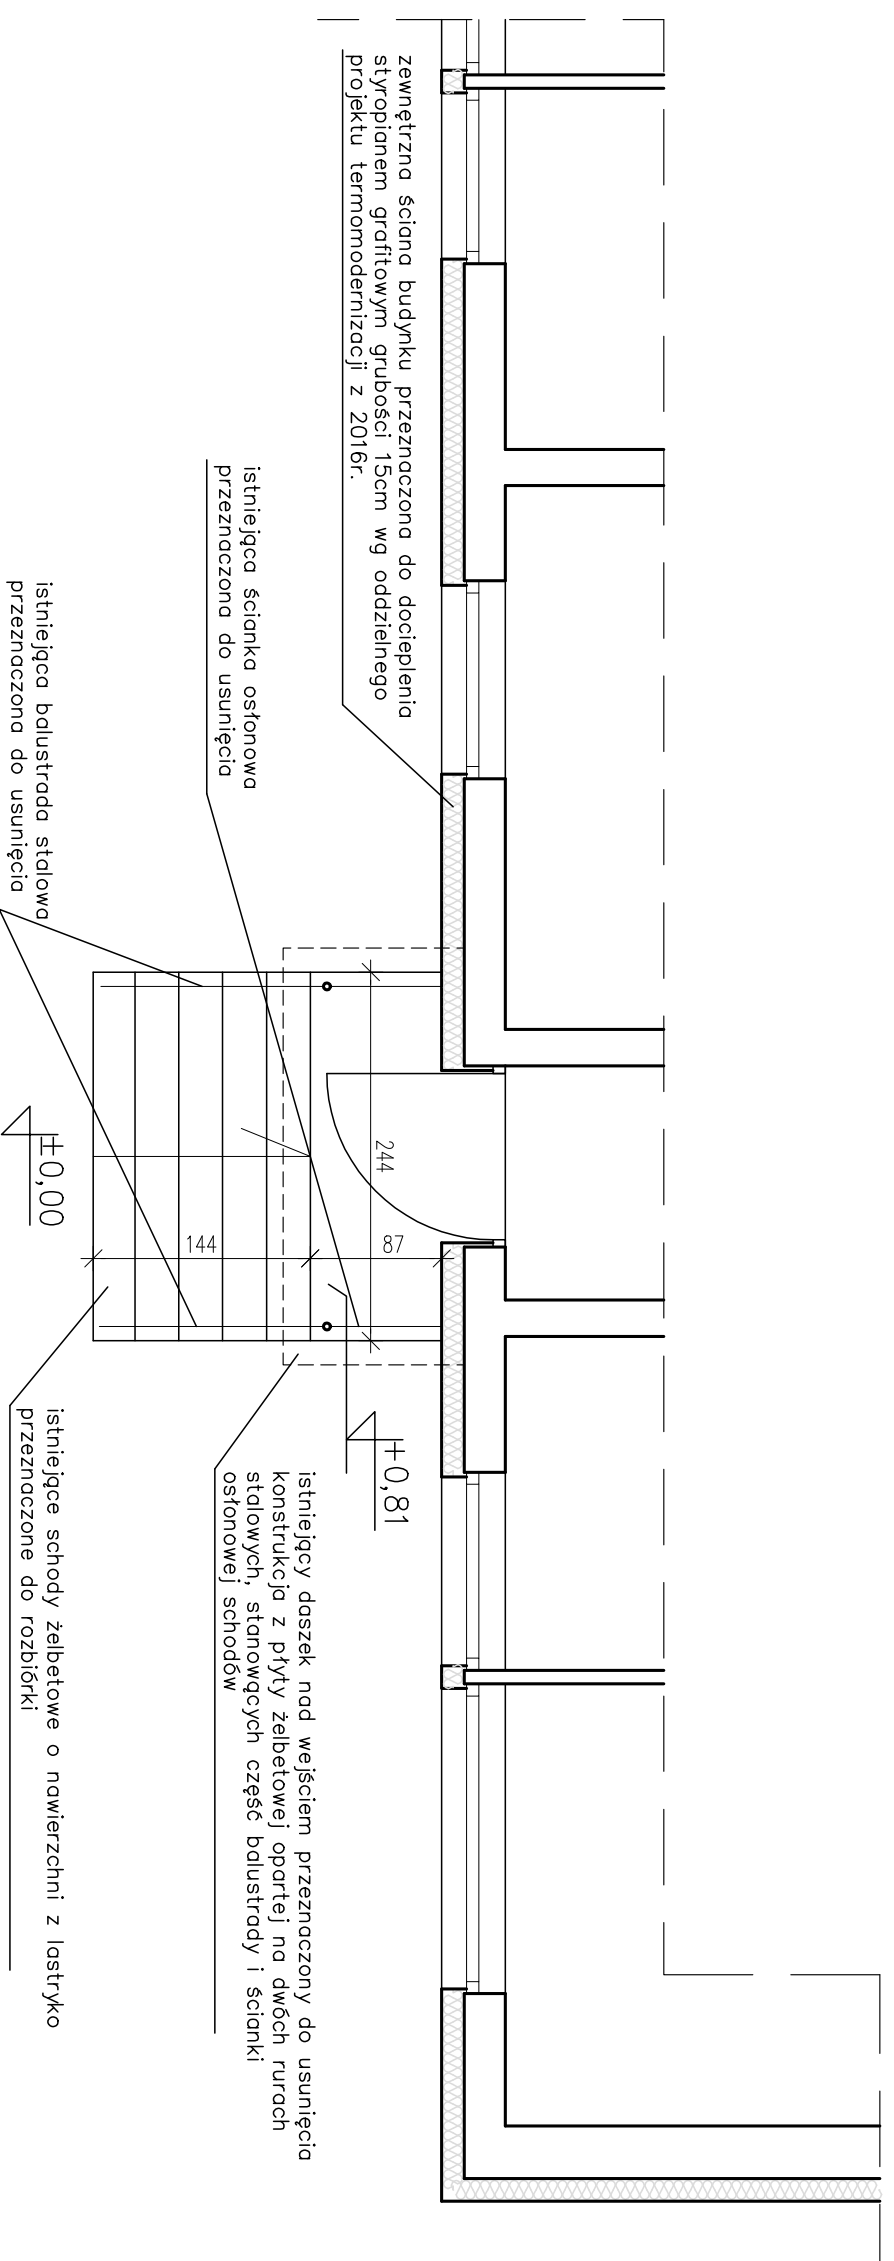 zewnętrzna ściana budynku przeznaczona do docieplenia
styropianem grafitowym grubości 15cm wg oddzielnego
projektu termomodernizacji z 2016r.
istniejąca ścianka osłonowa
przeznaczona do usunięcia
istniejąca balustrada stalowa
przeznaczona do usunięcia
244
144
87
±0,00
+0,81
istniejący daszek nad wejściem przeznaczony do usunięcia
konstrukcja z płyty żelbetowej opartej na dwóch rurach
stalowych, stanowących część balustrady i ścianki
osłonowej schodów
istniejące schody żelbetowe o nawierzchni z lastryko
przeznaczone do rozbiórki